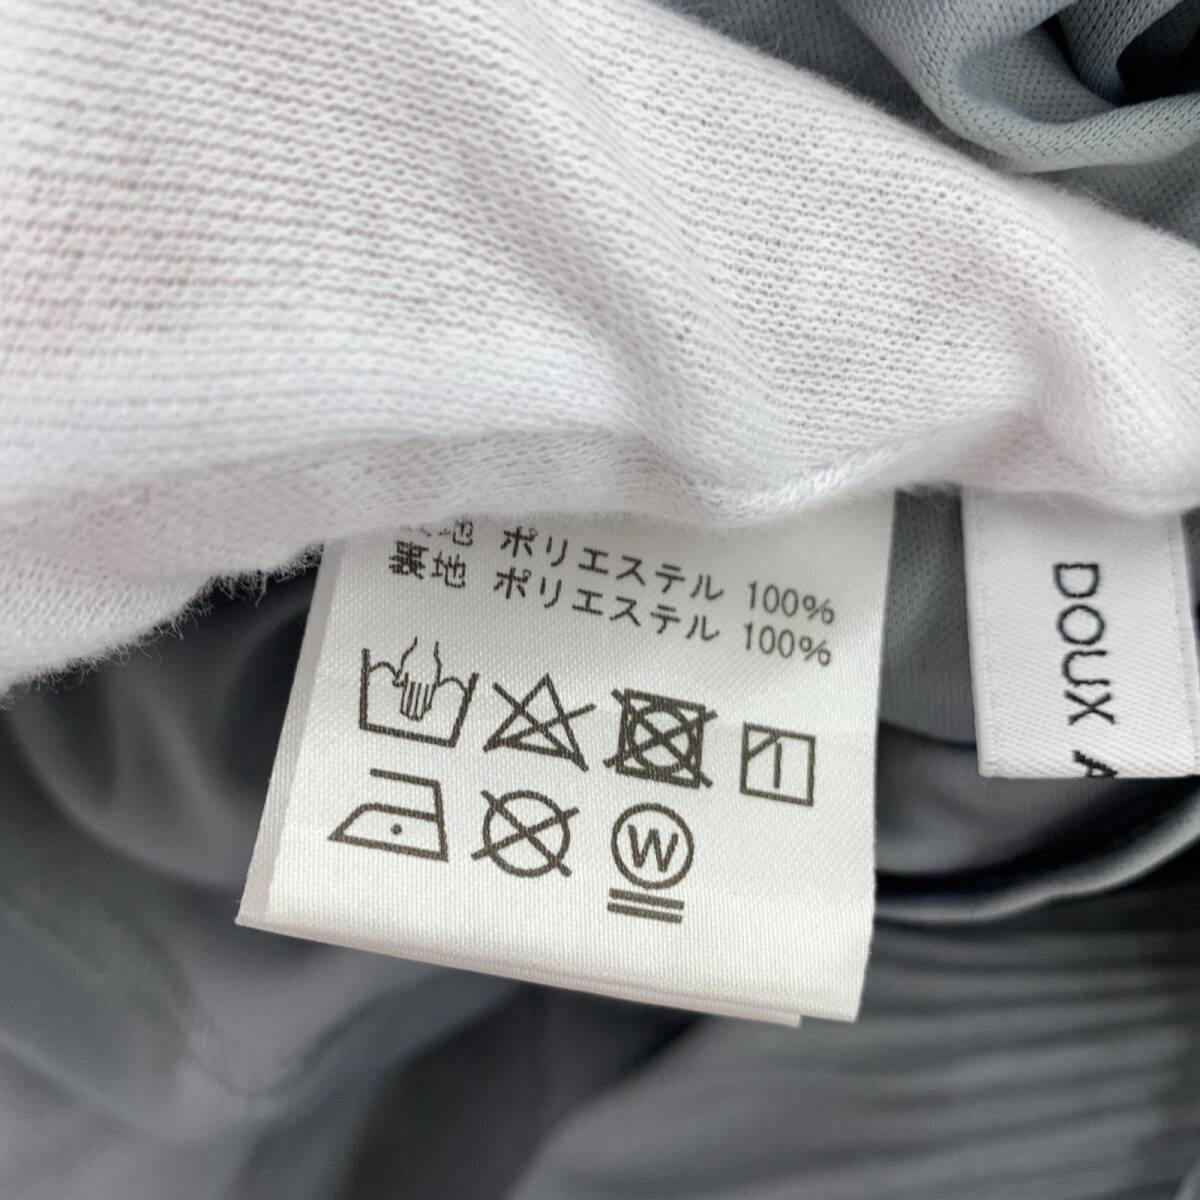 地 ポリエステル 100%
裏地 ポリエステル 100%
W
DOUX A